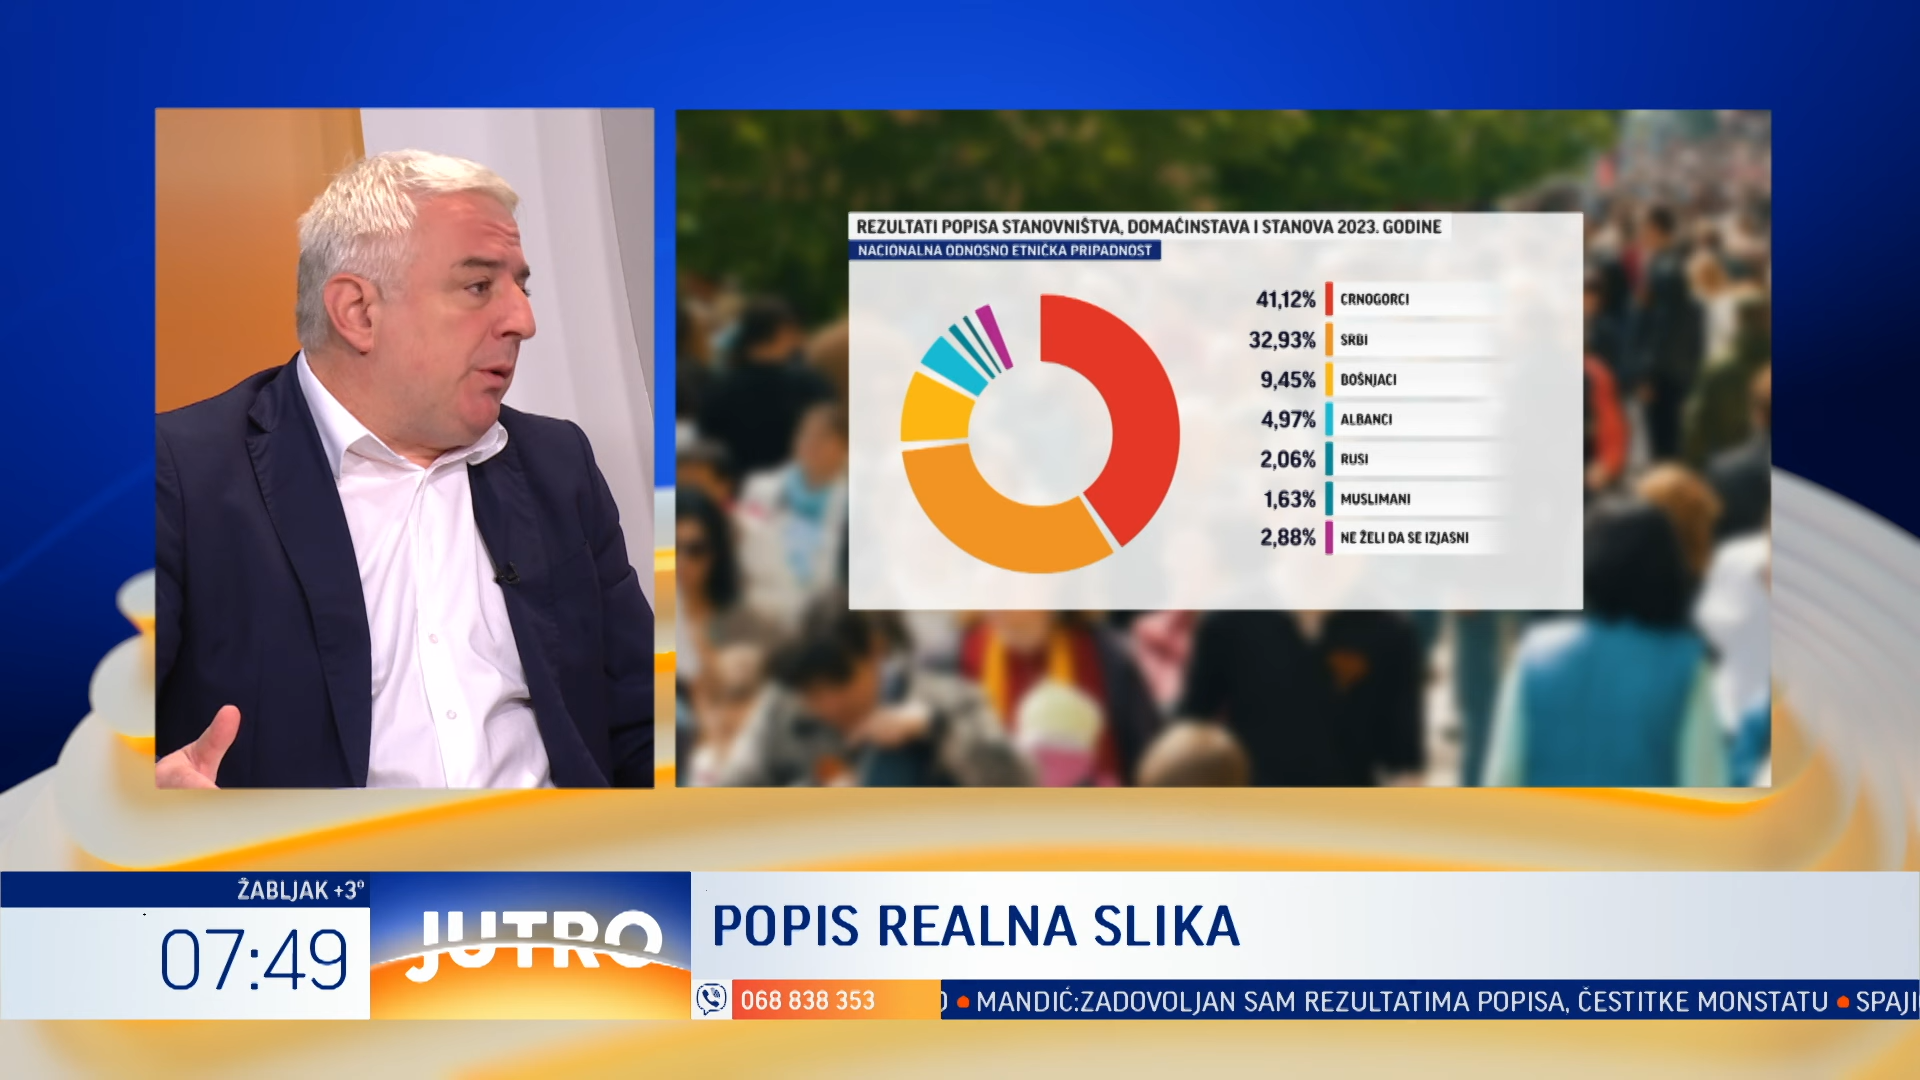 REZULTATI POPISA STANOVNIŠTVA, DOMAĆINSTAVA I STANOVA 2023. GODINE
NACIONALNA ODNOSNO ETNIČKA PRIPADNOST
41,12% CRNOGORCI
32,93% SRBI
9,45% BOŠNJACI
4,97% ALBANCI
2,06% RUSI
1,63% MUSLIMANI
2,88% NE ŽELI DA SE IZJASNI
ŽABLJAK +3°
07:49
JUTRO
POPIS REALNA SLIKA
068 838 353
MANDIĆ:ZADOVOLJAN SAM REZULTATIMA POPISA, ČESTITKE MONSTATU • SPAJI